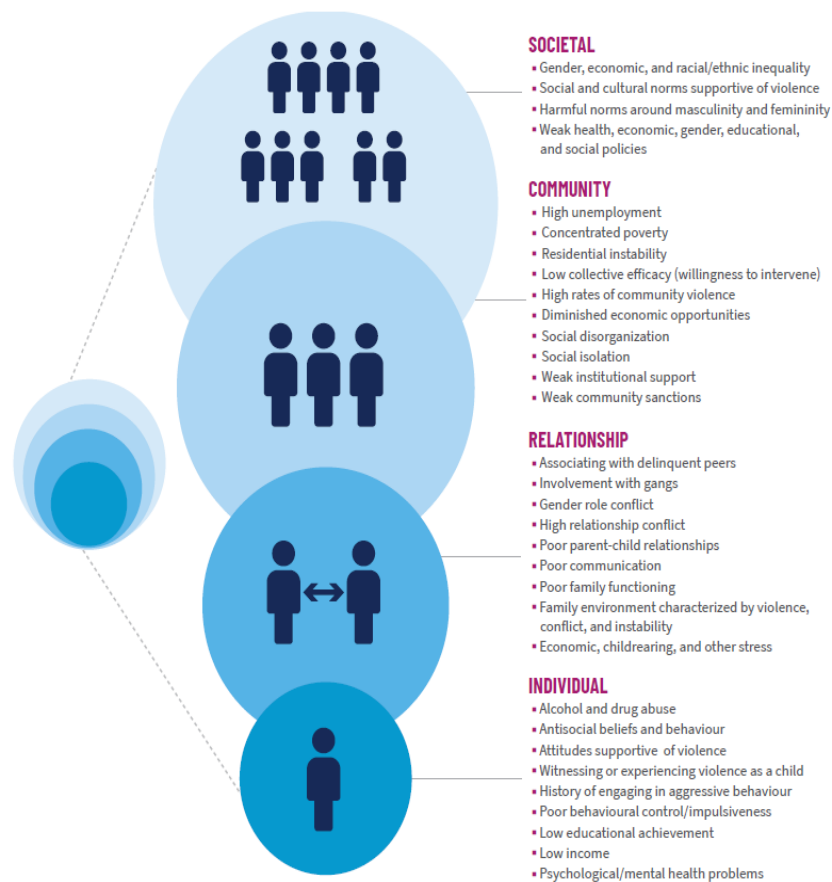 SOCIETAL
▪ Gender, economic, and racial/ethnic inequality
▪ Social and cultural norms supportive of violence
▪ Harmful norms around masculinity and femininity
▪ Weak health, economic, gender, educational,
and social policies
COMMUNITY
▪ High unemployment
▪ Concentrated poverty
▪ Residential instability
▪ Low collective efficacy (willingness to intervene)
▪ High rates of community violence
▪ Diminished economic opportunities
▪ Social disorganization
▪ Social isolation
▪ Weak institutional support
▪ Weak community sanctions
RELATIONSHIP
▪ Associating with delinquent peers
▪ Involvement with gangs
▪ Gender role conflict
▪ High relationship conflict
▪ Poor parent-child relationships
▪ Poor communication
▪ Poor family functioning
▪ Family environment characterized by violence,
conflict, and instability
▪ Economic, childrearing, and other stress
INDIVIDUAL
▪ Alcohol and drug abuse
▪ Antisocial beliefs and behaviour
▪ Attitudes supportive of violence
▪ Witnessing or experiencing violence as a child
▪ History of engaging in aggressive behaviour
▪ Poor behavioural control/impulsiveness
▪ Low educational achievement
▪ Low income
▪ Psychological/mental health problems